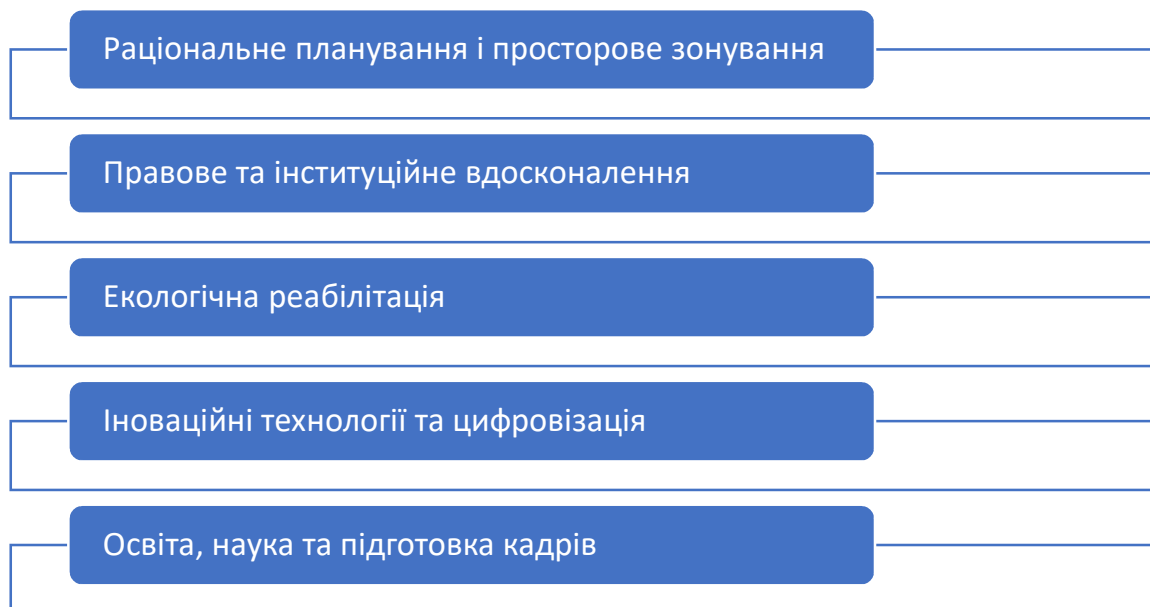 Раціональне планування і просторове зонування
Правове та інституційне вдосконалення
Екологічна реабілітація
Іноваційні технології та цифровізація
Освіта, наука та підготовка кадрів